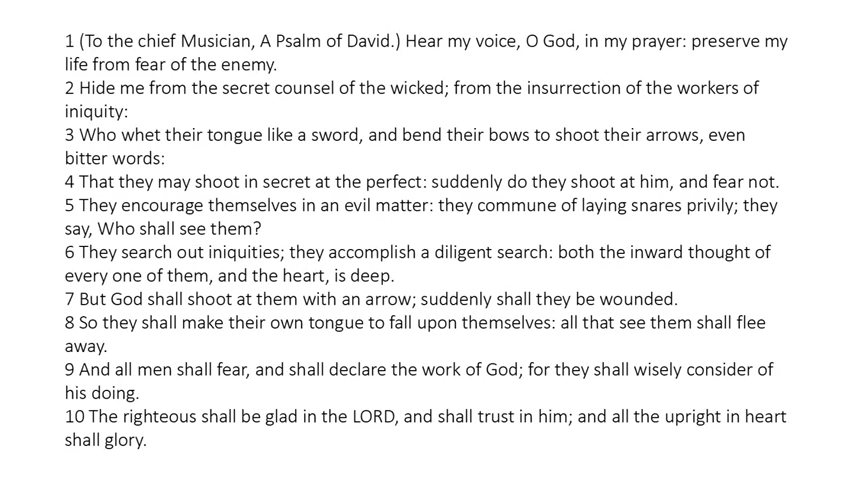 1 (To the chief Musician, A Psalm of David.) Hear my voice, O God, in my prayer: preserve my
life from fear of the enemy.
2 Hide me from the secret counsel of the wicked; from the insurrection of the workers of
iniquity:
3 Who whet their tongue like a sword, and bend their bows to shoot their arrows, even
bitter words:
4 That they may shoot in secret at the perfect: suddenly do they shoot at him, and fear not.
5 They encourage themselves in an evil matter: they commune of laying snares privily; they
say, Who shall see them?
6 They search out iniquities; they accomplish a diligent search: both the inward thought of
every one of them, and the heart, is deep.
7 But God shall shoot at them with an arrow; suddenly shall they be wounded.
8 So they shall make their own tongue to fall upon themselves: all that see them shall flee
away.
9 And all men shall fear, and shall declare the work of God; for they shall wisely consider of
his doing.
10 The righteous shall be glad in the LORD, and shall trust in him; and all the upright in heart
shall glory.